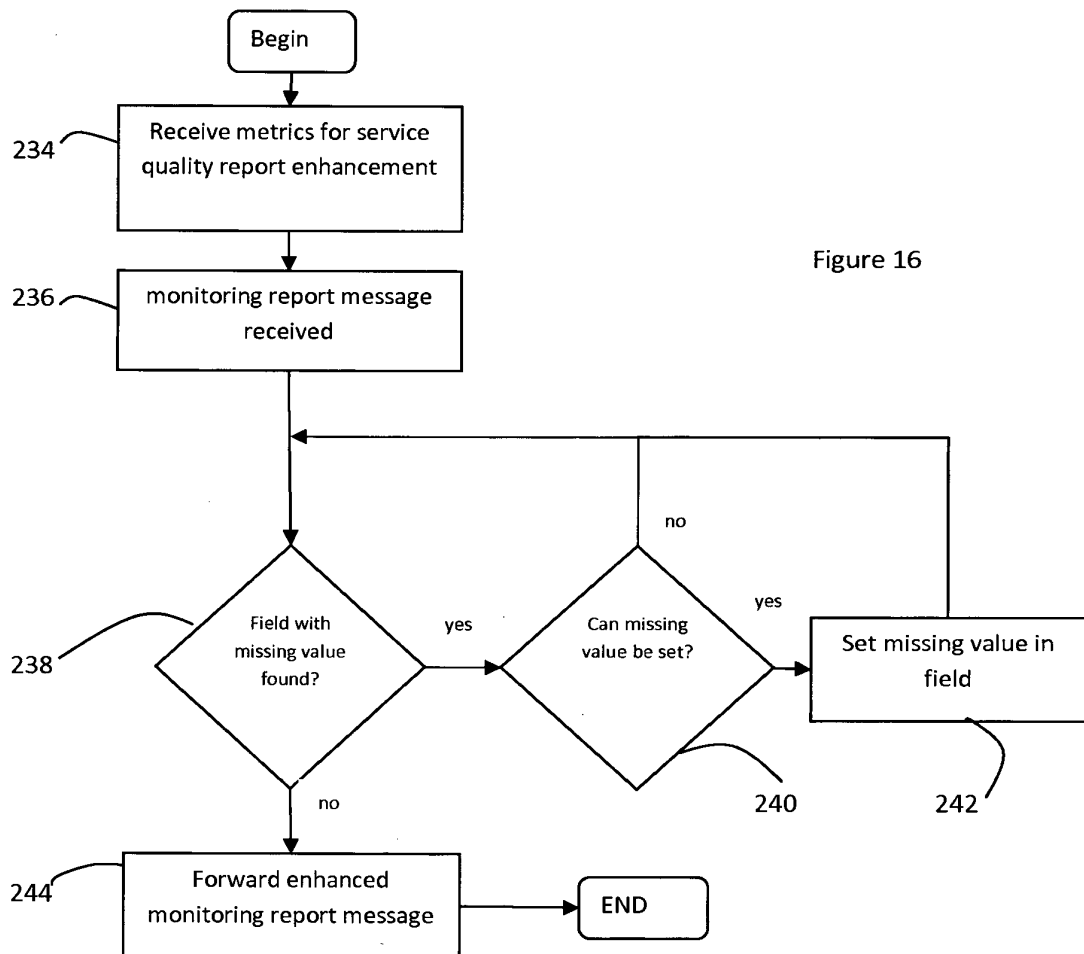 Begin
234
Receive metrics for service
quality report enhancement
236
monitoring report message
received
Figure 16
no
238
Field with
missing value
found?
yes
Can missing
value be set?
yes
Set missing value in
field
240
242
no
244
Forward enhanced
monitoring report message
END